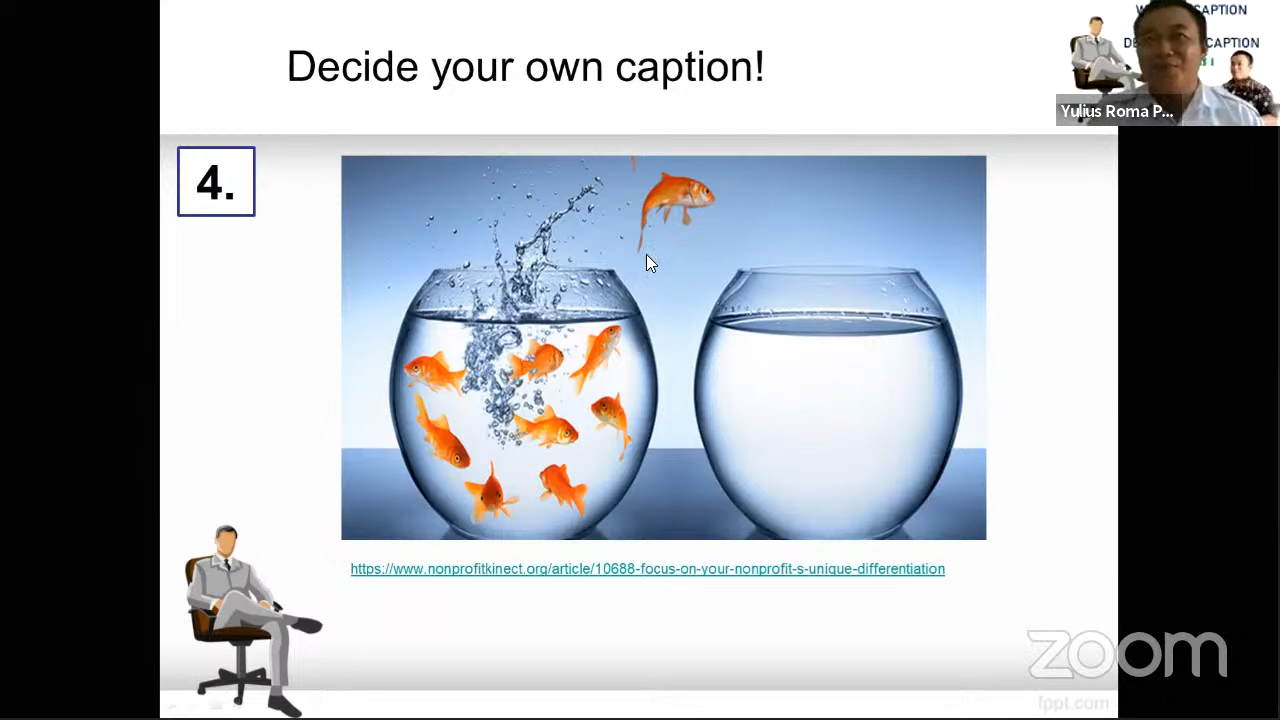 Decide your own caption!
CAPTION
CAPTION
Yulius Roma P...
4.
https://www.nonprofitkinect.org/article/10688-focus-on-your-nonprofit-s-unique-differentiation
zoom
fppt.com